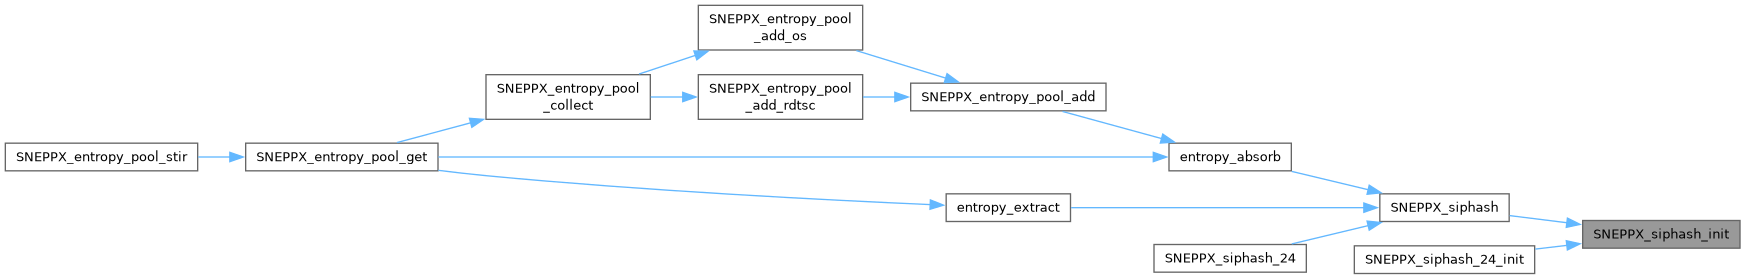 SNEPPX_entropy_pool
_add_os
SNEPPX_entropy_pool
_collect
SNEPPX_entropy_pool
_add_rdtsc
SNEPPX_entropy_pool_add
SNEPPX_entropy_pool_stir
SNEPPX_entropy_pool_get
entropy_absorb
entropy_extract
SNEPPX_siphash
SNEPPX_siphash_init
SNEPPX_siphash_24
SNEPPX_siphash_24_init